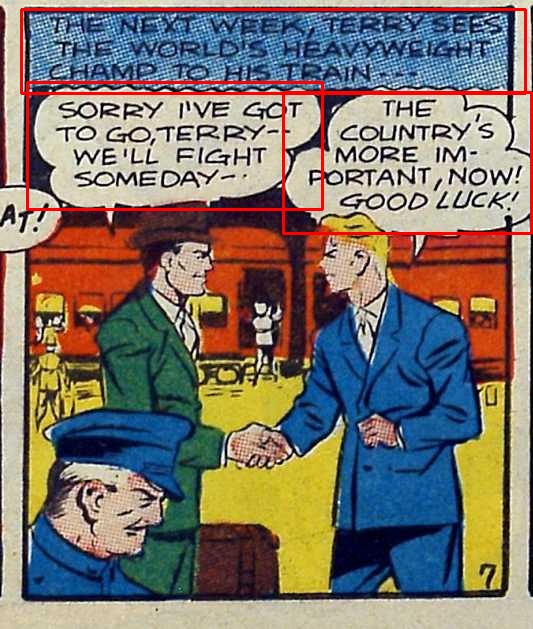 THE NEXT WEEK, TERRY SEES
THE WORLD'S HEAVYWEIGHT
CHAMP TO HIS TRAIN---
SORRY I'VE GOT
TO GO, TERRY--
WE'LL FIGHT
SOMEDAY--
THE
COUNTRY'S
MORE IM-
PORTANT, NOW!
GOOD LUCK!
AT!
7